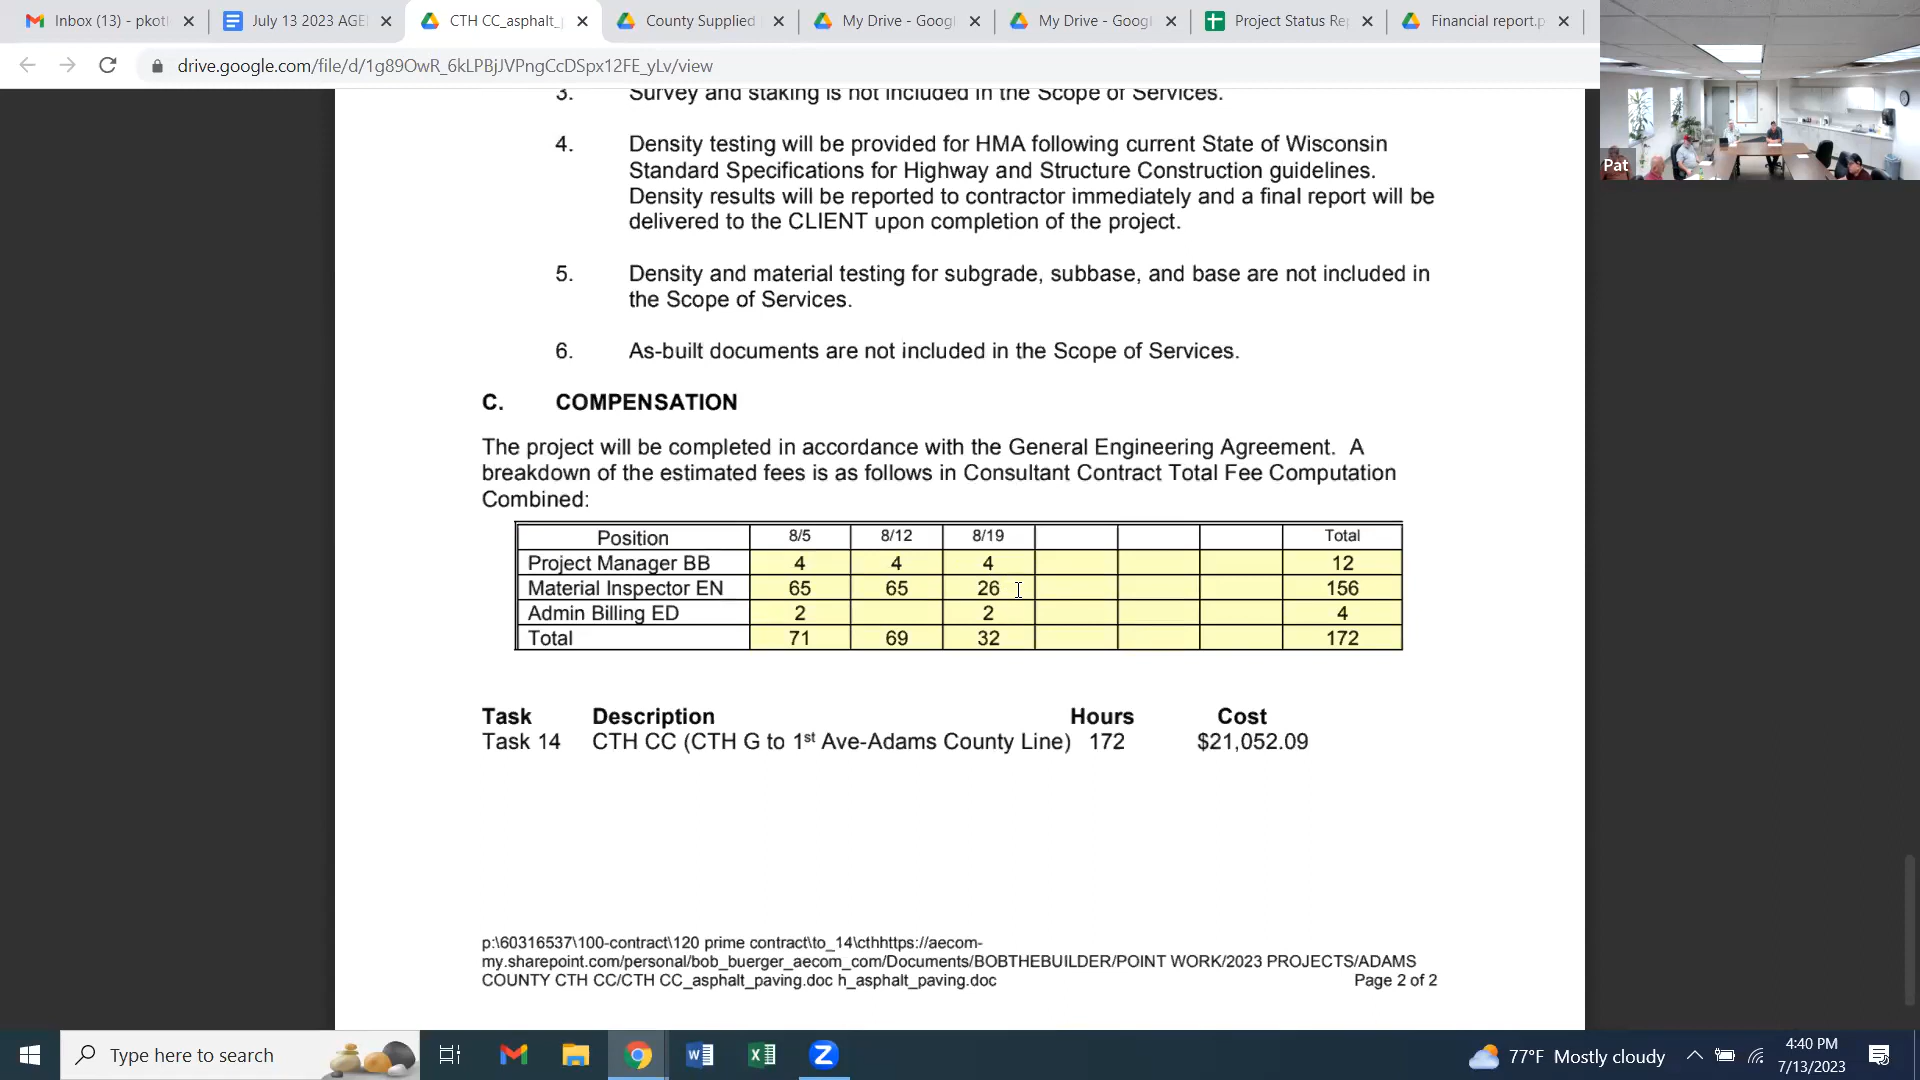 Inbox (13) - pkotl
July 13 2023 AGE
CTH CC_asphalt_
County Supplied
My Drive - Googl
My Drive - Googl
Project Status Re
Financial report.p
drive.google.com/file/d/1g89OwR_6kLPBjJVPngCcDSpx12FE_yLv/view
Pat
3. Survey and staking is not included in the Scope of Services.
4. Density testing will be provided for HMA following current State of Wisconsin
Standard Specifications for Highway and Structure Construction guidelines.
Density results will be reported to contractor immediately and a final report will be
delivered to the CLIENT upon completion of the project.
5. Density and material testing for subgrade, subbase, and base are not included in
the Scope of Services.
6. As-built documents are not included in the Scope of Services.
C. COMPENSATION
The project will be completed in accordance with the General Engineering Agreement. A
breakdown of the estimated fees is as follows in Consultant Contract Total Fee Computation
Combined:
Position 8/5 8/12 8/19 Total
Project Manager BB 4 4 4 12
Material Inspector EN 65 65 26 156
Admin Billing ED 2 2 4
Total 71 69 32 172
Task Description Hours Cost
Task 14 CTH CC (CTH G to 1st Ave-Adams County Line) 172 $21,052.09
p:\60316537\100-contract\120 prime contract\to_14\cthhttps://aecom-
my.sharepoint.com/personal/bob_buerger_aecom_com/Documents/BOBTHEBUILDER/POINT WORK/2023 PROJECTS/ADAMS
COUNTY CTH CC/CTH CC_asphalt_paving.doc h_asphalt_paving.doc Page 2 of 2
Type here to search
77°F Mostly cloudy
4:40 PM
7/13/2023